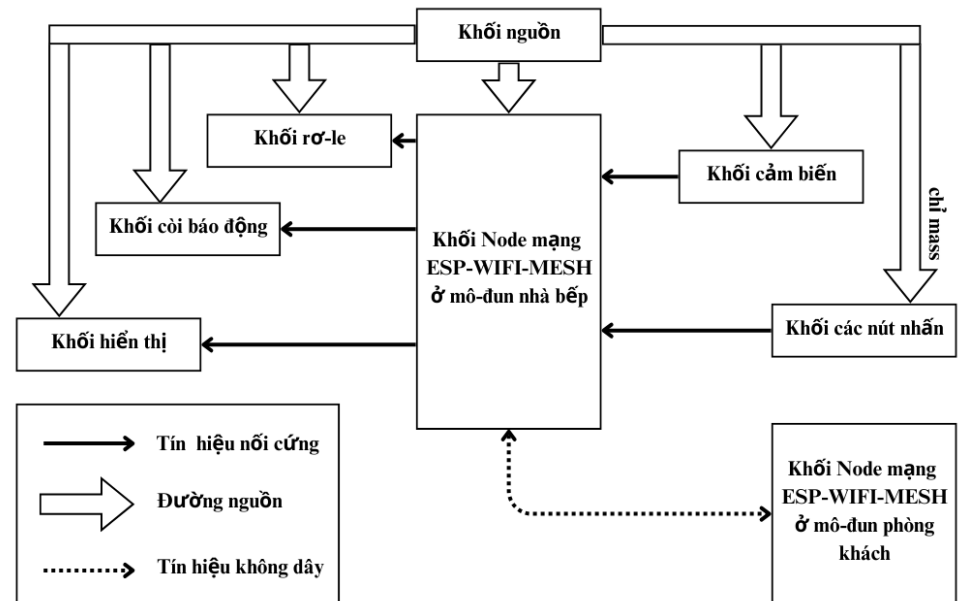 Khối nguồn
Khối rơ-le
Khối cảm biến
Khối còi báo động
chỉ mass
Khối Node mạng
ESP-WIFI-MESH
ở mô-đun nhà bếp
Khối các nút nhấn
Khối hiển thị
Tín hiệu nối cứng
Đường nguồn
Tín hiệu không dây
Khối Node mạng
ESP-WIFI-MESH
ở mô-đun phòng
khách